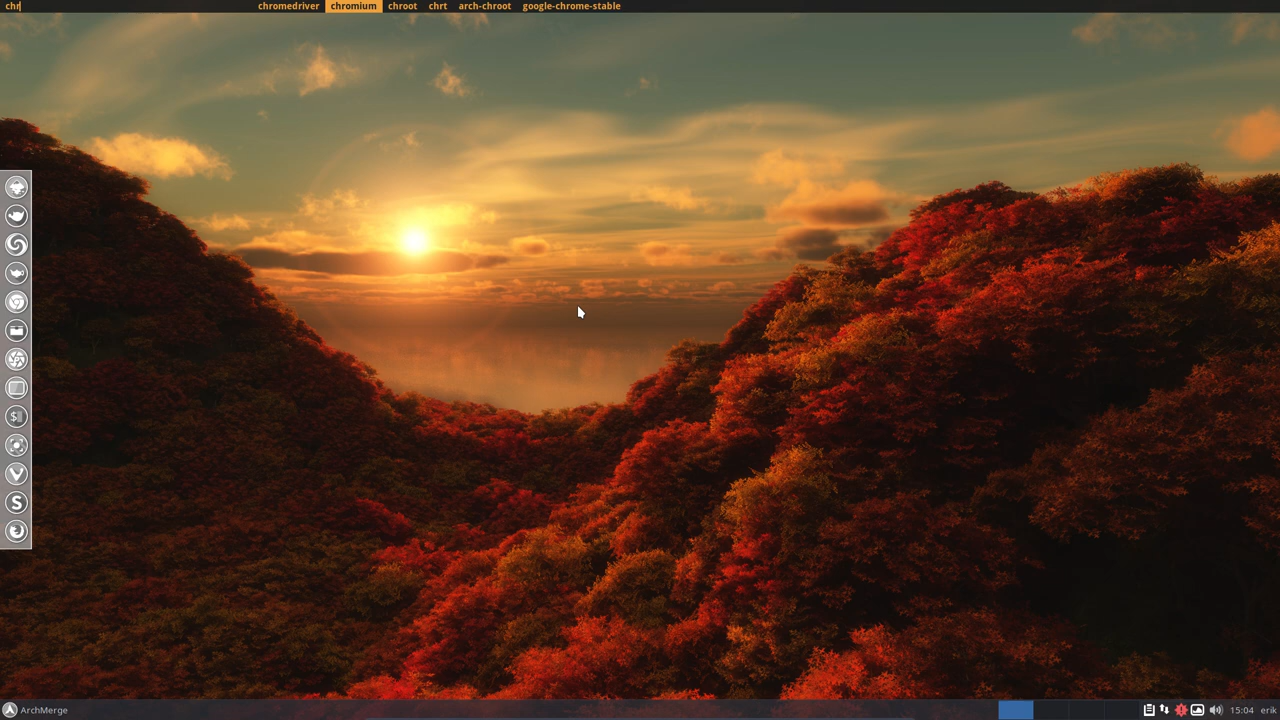 chr chromedriver chromium chroot chrt arch-chroot google-chrome-stable
$
V
S
ArchMerge 15:04 erik